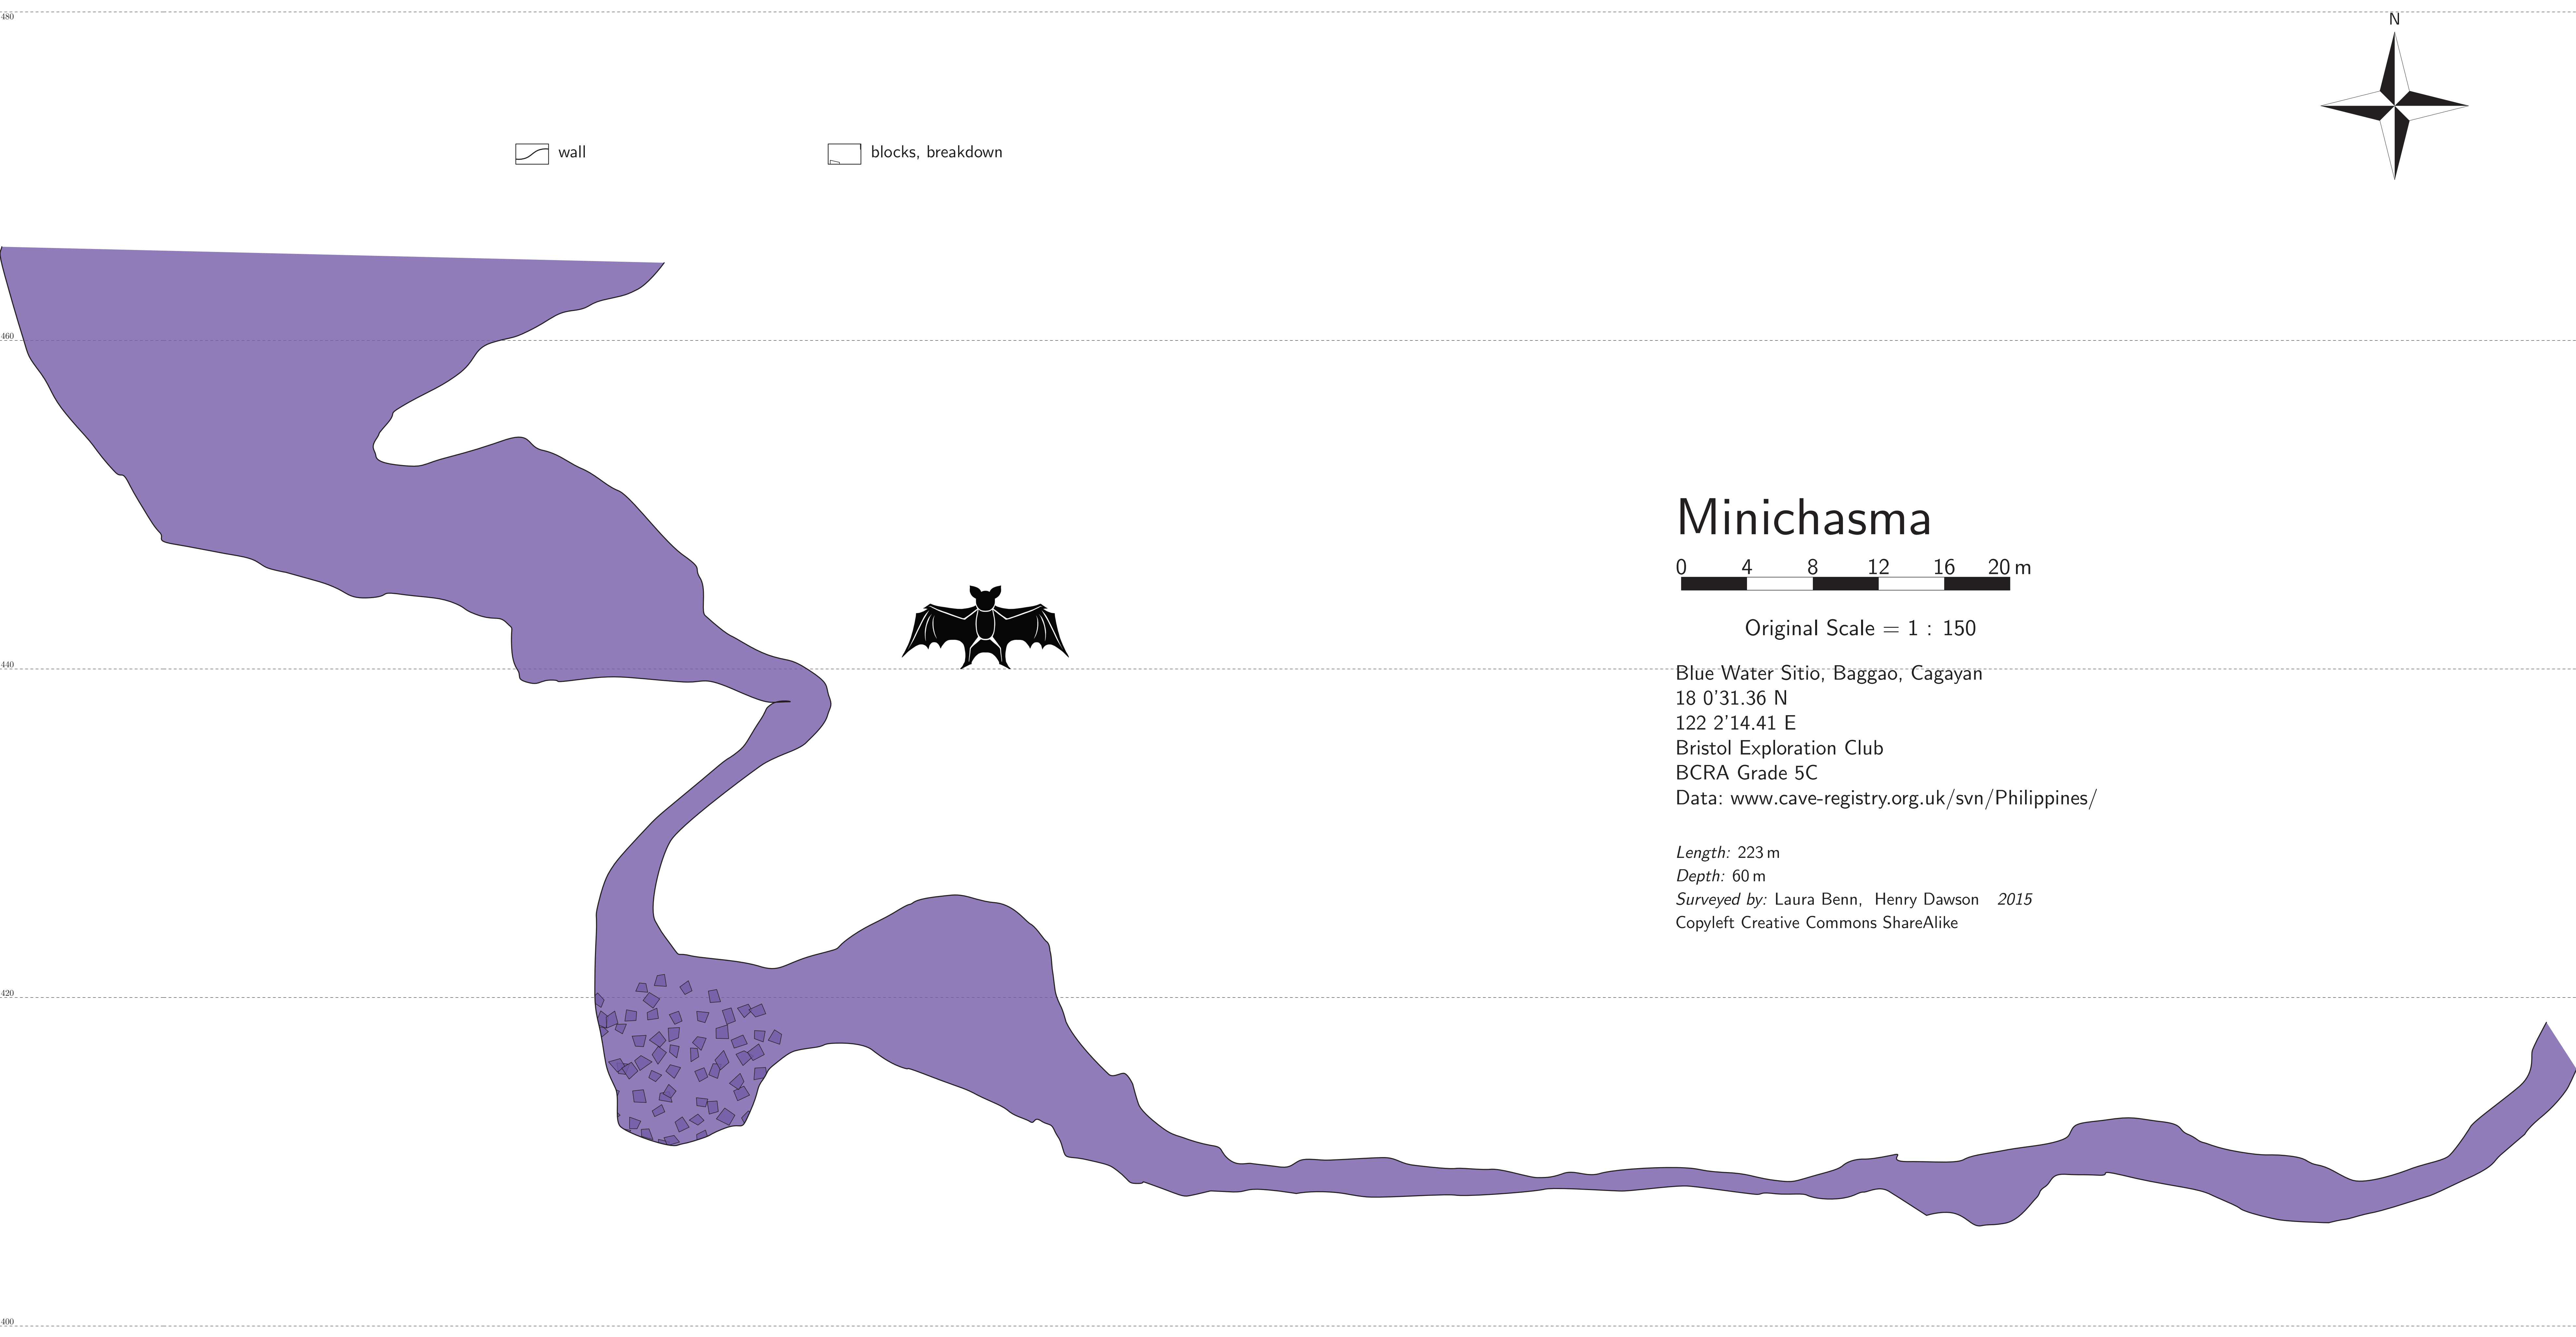 480
N
wall
blocks, breakdown
460
Minichasma
0 4 8 12 16 20 m
Original Scale = 1 : 150
440
Blue Water Sitio, Baggao, Cagayan
18 0'31.36 N
122 2'14.41 E
Bristol Exploration Club
BCRA Grade 5C
Data: www.cave-registry.org.uk/svn/Philippines/
Length: 223 m
Depth: 60 m
Surveyed by: Laura Benn, Henry Dawson 2015
Copyleft Creative Commons ShareAlike
420
400